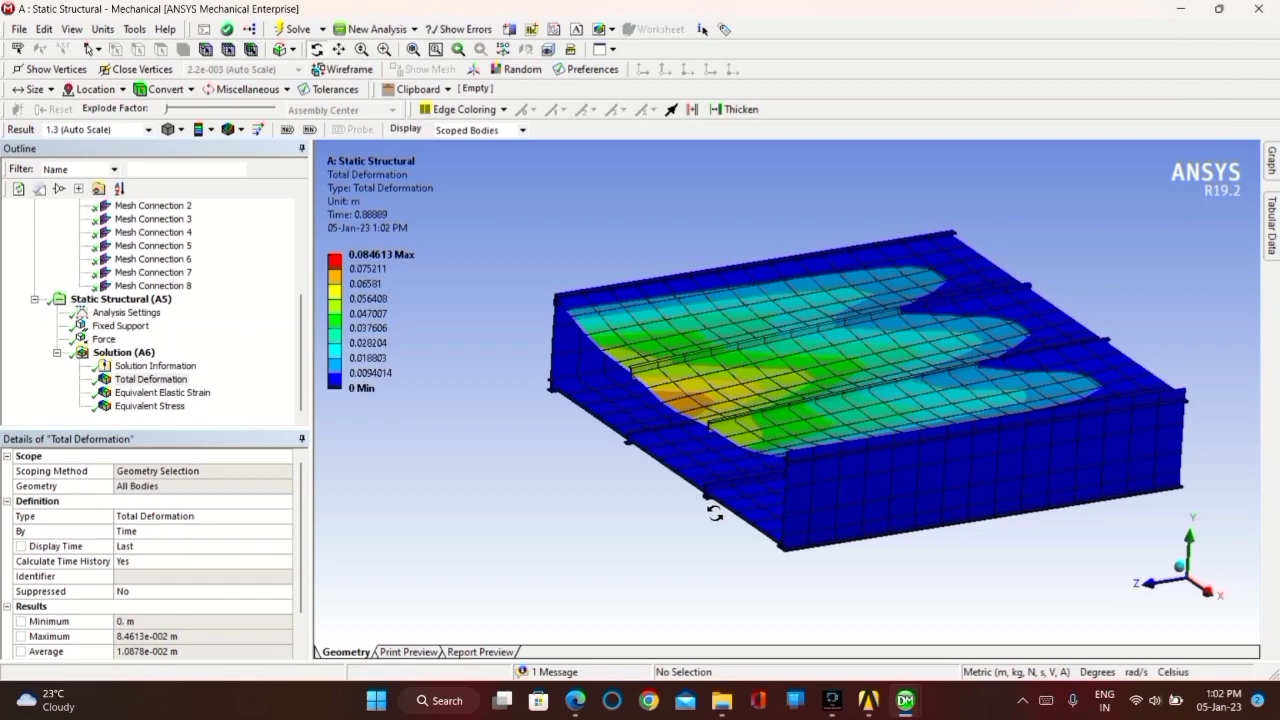 A : Static Structural - Mechanical [ANSYS Mechanical Enterprise]
File Edit View Units Tools Help Solve New Analysis ?/ Show Errors Worksheet
Show Vertices Close Vertices 2.2e-003 (Auto Scale) Wireframe Show Mesh Random Preferences
Size Location Convert Miscellaneous Tolerances Clipboard [ Empty ]
Reset Explode Factor: Assembly Center Edge Coloring Thicken
Result 1.3 (Auto Scale) MAX MIN Probe Display Scoped Bodies
Outline
Filter: Name
Mesh Connection 2
Mesh Connection 3
Mesh Connection 4
Mesh Connection 5
Mesh Connection 6
Mesh Connection 7
Mesh Connection 8
Static Structural (A5)
Analysis Settings
Fixed Support
Force
Solution (A6)
Solution Information
Total Deformation
Equivalent Elastic Strain
Equivalent Stress
Details of "Total Deformation"
Scope
Scoping Method Geometry Selection
Geometry All Bodies
Definition
Type Total Deformation
By Time
Display Time Last
Calculate Time History Yes
Identifier
Suppressed No
Results
Minimum 0. m
Maximum 8.4613e-002 m
Average 1.0878e-002 m
A: Static Structural
Total Deformation
Type: Total Deformation
Unit: m
Time: 0.88889
05-Jan-23 1:02 PM
0.084613 Max
0.075211
0.06581
0.056408
0.047007
0.037606
0.028204
0.018803
0.0094014
0 Min
ANSYS
R19.2
Graph
Tabular Data
Y
Z
X
Geometry Print Preview Report Preview
1 Message No Selection Metric (m, kg, N, s, V, A) Degrees rad/s Celsius
23°C
Cloudy
Search
DM
ENG
IN
1:02 PM
05-Jan-23
2